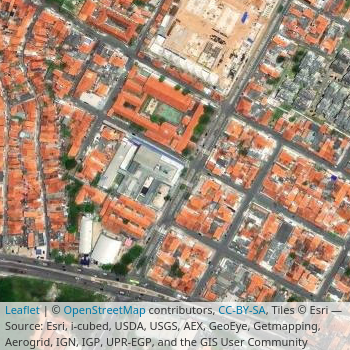 Leaflet | © OpenStreetMap contributors, CC-BY-SA, Tiles © Esri —
Source: Esri, i-cubed, USDA, USGS, AEX, GeoEye, Getmapping,
Aerogrid, IGN, IGP, UPR-EGP, and the GIS User Community